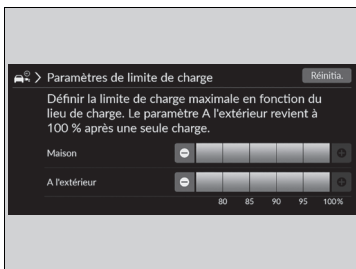 Paramètres de limite de charge
Réinitia.
Définir la limite de charge maximale en fonction du
lieu de charge. Le paramètre A l'extérieur revient à
100 % après une seule charge.
Maison
A l'extérieur
80 85 90 95 100%